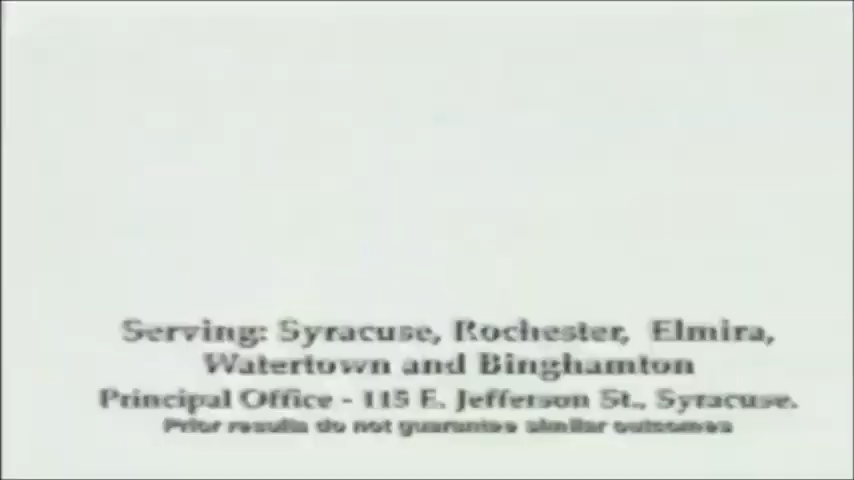 Serving: Syracuse, Rochester, Elmira,
Watertown and Binghamton
Principal Office - 115 E. Jefferson St., Syracuse.
Prior results do not guarantee similar outcomes